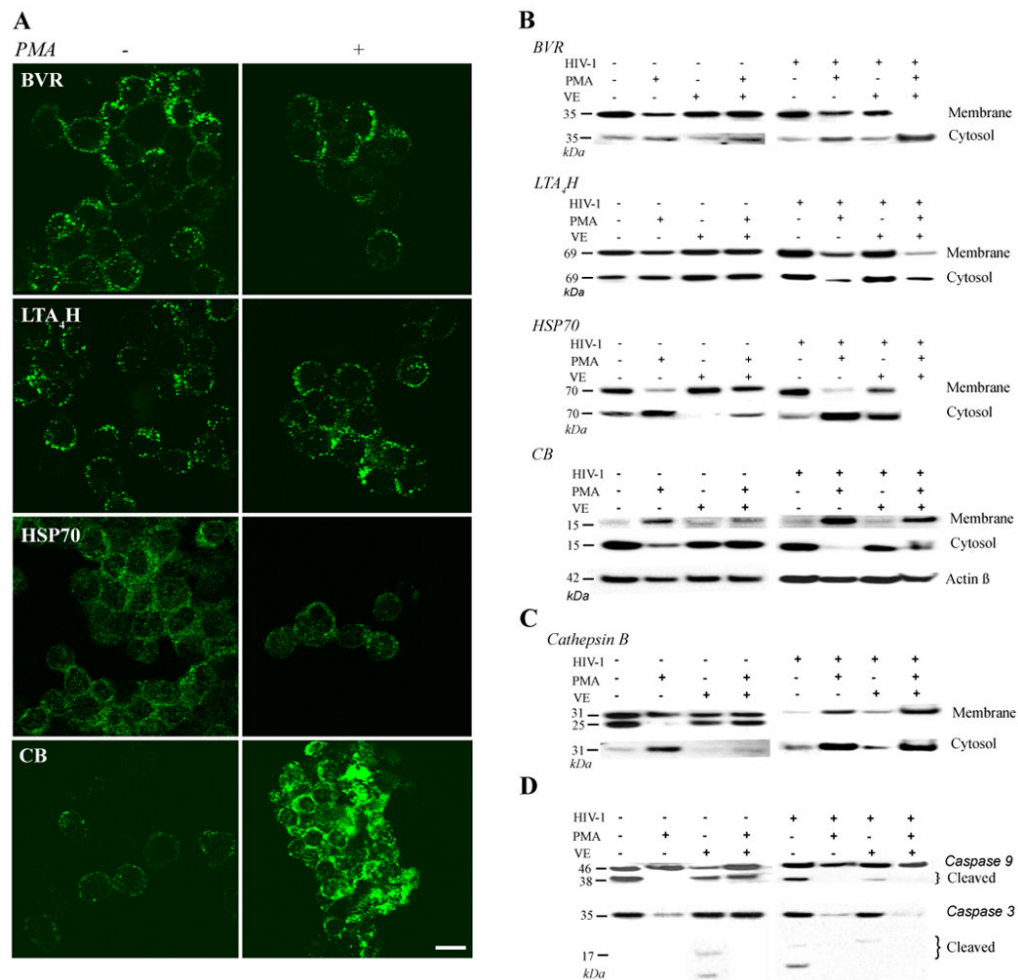 A
PMA - +
BVR
LTA4H
HSP70
CB
B
BVR
HIV-1 - - - - + + + +
PMA - + - + - + - +
VE - - + + - - + +
35 Membrane
35 Cytosol
kDa
LTA4H
HIV-1 - - - - + + + +
PMA - + - + - + - +
VE - - + + - - + +
69 Membrane
69 Cytosol
kDa
HSP70
HIV-1 - - - - + + + +
PMA - + - + - + - +
VE - - + + - - + +
70 Membrane
70 Cytosol
kDa
CB
HIV-1 - - - - + + + +
PMA - + - + - + - +
VE - - + + - - + +
15 Membrane
15 Cytosol
42 Actin ß
kDa
C
Cathepsin B
HIV-1 - - - - + + + +
PMA - + - + - + - +
VE - - + + - - + +
31 Membrane
25
31 Cytosol
kDa
D
HIV-1 - - - - + + + +
PMA - + - + - + - +
VE - - + + - - + +
46 Caspase 9
38 } Cleaved
35 Caspase 3
17 } Cleaved
kDa